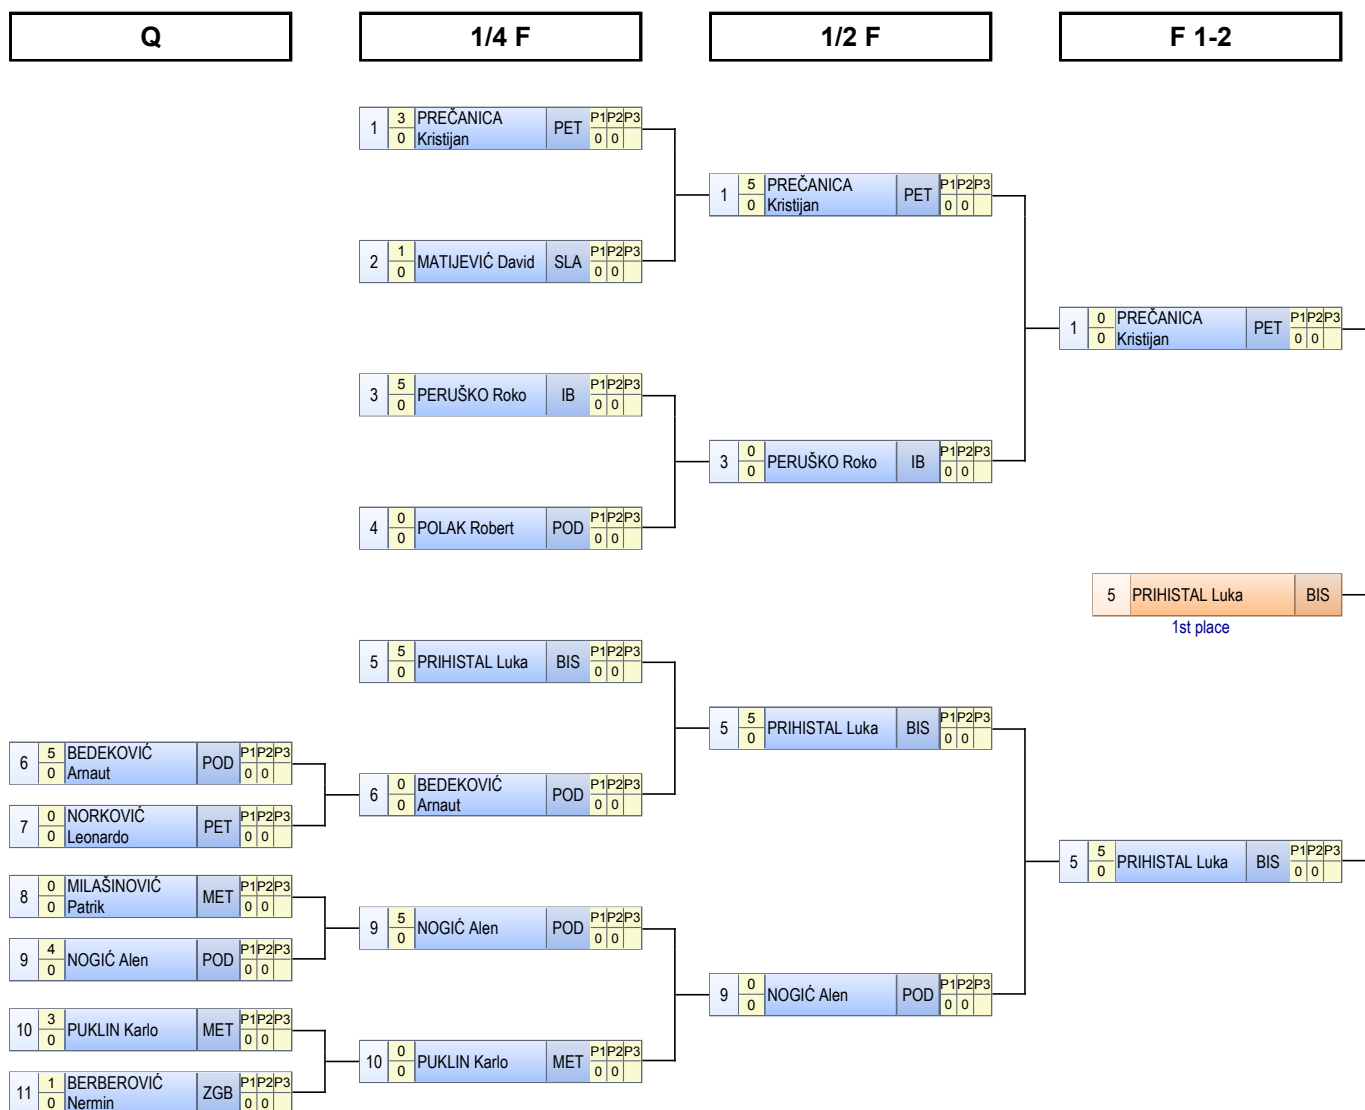 Q 1/4 F 1/2 F F 1-2
1 3 0 PREČANICA Kristijan PET P1 P2 P3 0 0
1 5 0 PREČANICA Kristijan PET P1 P2 P3 0 0
2 1 0 MATIJEVIĆ David SLA P1 P2 P3 0 0
1 0 0 PREČANICA Kristijan PET P1 P2 P3 0 0
3 5 0 PERUŠKO Roko IB P1 P2 P3 0 0
3 0 0 PERUŠKO Roko IB P1 P2 P3 0 0
4 0 0 POLAK Robert POD P1 P2 P3 0 0
5 PRIHISTAL Luka BIS
1st place
5 5 0 PRIHISTAL Luka BIS P1 P2 P3 0 0
5 5 0 PRIHISTAL Luka BIS P1 P2 P3 0 0
6 5 0 BEDEKOVIĆ Arnaut POD P1 P2 P3 0 0
6 0 0 BEDEKOVIĆ Arnaut POD P1 P2 P3 0 0
7 0 0 NORKOVIĆ Leonardo PET P1 P2 P3 0 0
5 5 0 PRIHISTAL Luka BIS P1 P2 P3 0 0
8 0 0 MILAŠINOVIĆ Patrik MET P1 P2 P3 0 0
9 5 0 NOGIĆ Alen POD P1 P2 P3 0 0
9 4 0 NOGIĆ Alen POD P1 P2 P3 0 0
9 0 0 NOGIĆ Alen POD P1 P2 P3 0 0
10 3 0 PUKLIN Karlo MET P1 P2 P3 0 0
10 0 0 PUKLIN Karlo MET P1 P2 P3 0 0
11 1 0 BERBEROVIĆ Nermin ZGB P1 P2 P3 0 0